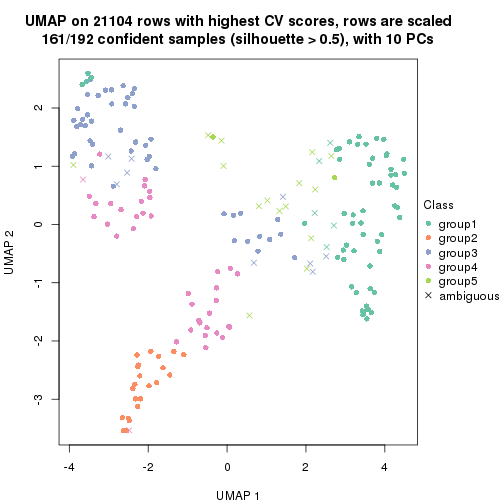 UMAP on 21104 rows with highest CV scores, rows are scaled
161/192 confident samples (silhouette > 0.5), with 10 PCs
2
1
0
-1
-2
-3
UMAP 2
-4
-2
0
2
4
UMAP 1
Class
group1
group2
group3
group4
group5
ambiguous